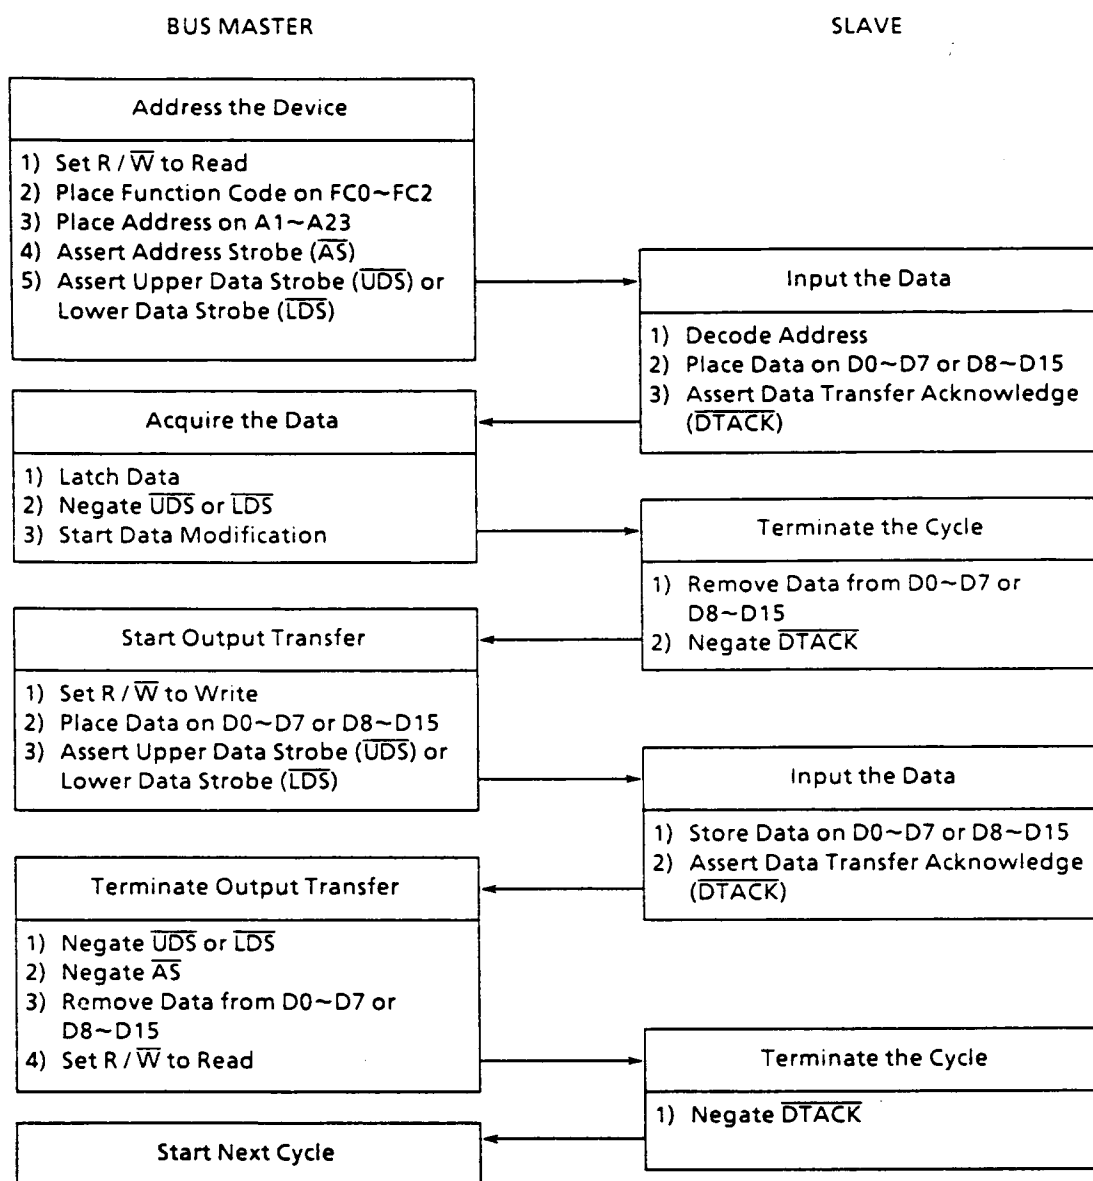 BUS MASTER
SLAVE
Address the Device
1) Set R / W̅ to Read
2) Place Function Code on FC0~FC2
3) Place Address on A1~A23
4) Assert Address Strobe (A̅S̅)
5) Assert Upper Data Strobe (U̅D̅S̅) or
Lower Data Strobe (L̅D̅S̅)
Input the Data
1) Decode Address
2) Place Data on D0~D7 or D8~D15
3) Assert Data Transfer Acknowledge
(D̅T̅A̅C̅K̅)
Acquire the Data
1) Latch Data
2) Negate U̅D̅S̅ or L̅D̅S̅
3) Start Data Modification
Terminate the Cycle
1) Remove Data from D0~D7 or
D8~D15
2) Negate D̅T̅A̅C̅K̅
Start Output Transfer
1) Set R / W̅ to Write
2) Place Data on D0~D7 or D8~D15
3) Assert Upper Data Strobe (U̅D̅S̅) or
Lower Data Strobe (L̅D̅S̅)
Input the Data
1) Store Data on D0~D7 or D8~D15
2) Assert Data Transfer Acknowledge
(D̅T̅A̅C̅K̅)
Terminate Output Transfer
1) Negate U̅D̅S̅ or L̅D̅S̅
2) Negate A̅S̅
3) Remove Data from D0~D7 or
D8~D15
4) Set R / W̅ to Read
Terminate the Cycle
1) Negate D̅T̅A̅C̅K̅
Start Next Cycle